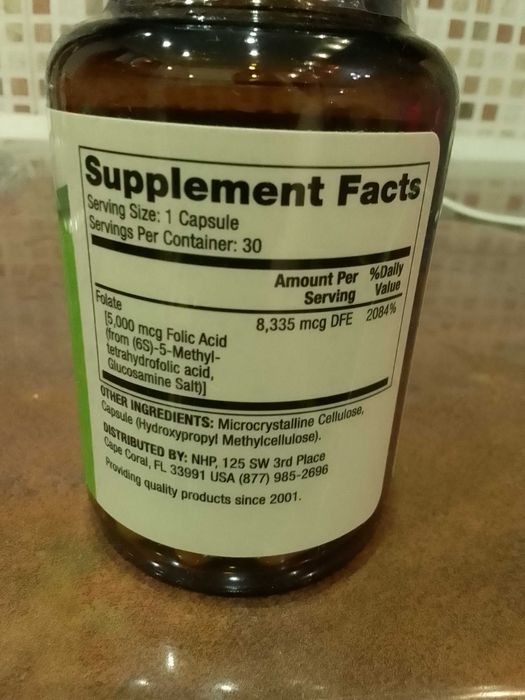 Supplement Facts
Serving Size: 1 Capsule
Servings Per Container: 30
Amount Per Serving
%Daily Value
Folate
[5,000 mcg Folic Acid
(from (6S)-5-Methyl-
tetrahydrofolic acid,
Glucosamine Salt)]
8,335 mcg DFE 2084%
OTHER INGREDIENTS: Microcrystalline Cellulose,
Capsule (Hydroxypropyl Methylcellulose).
DISTRIBUTED BY: NHP, 125 SW 3rd Place
Cape Coral, FL 33991 USA (877) 985-2696
Providing quality products since 2001.